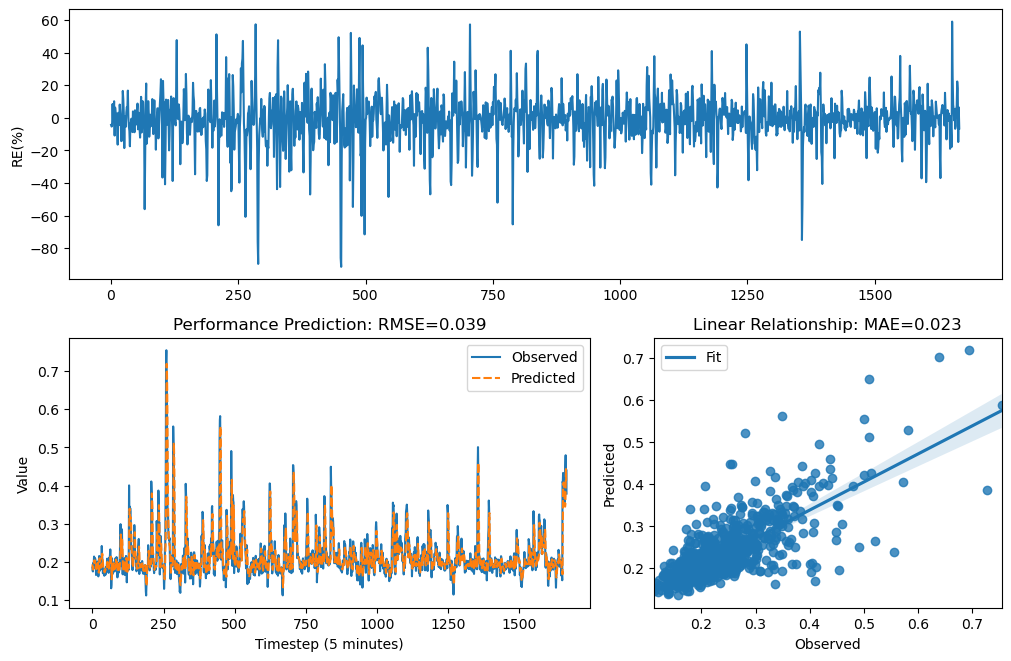 60
40
20
0
−20
−40
−60
−80
RE(%)
0 250 500 750 1000 1250 1500
Performance Prediction: RMSE=0.039
0.7
0.6
0.5
0.4
0.3
0.2
0.1
Value
Observed
Predicted
0 250 500 750 1000 1250 1500
Timestep (5 minutes)
Linear Relationship: MAE=0.023
0.7
0.6
0.5
0.4
0.3
0.2
Predicted
Fit
0.2 0.3 0.4 0.5 0.6 0.7
Observed